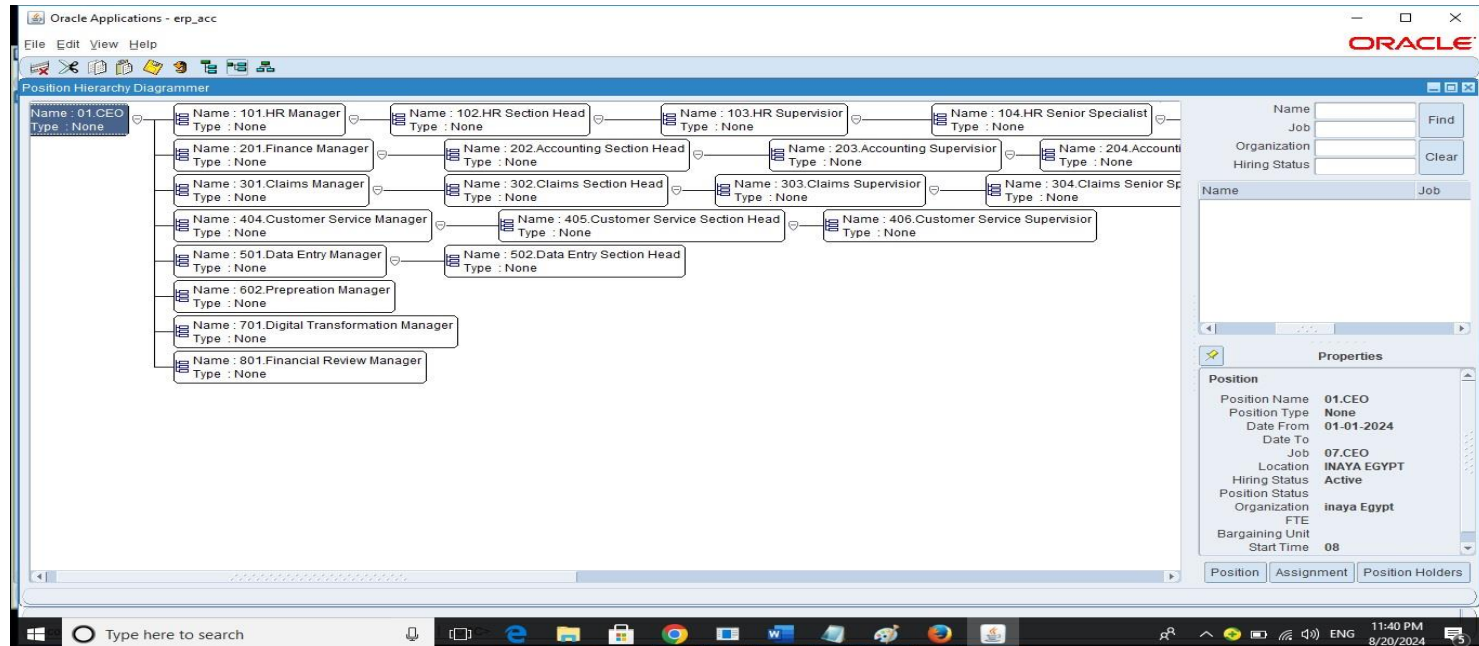 Oracle Applications - erp_acc
File Edit View Help
ORACLE
Position Hierarchy Diagrammer
Name : 01.CEO
Type : None
Name : 101.HR Manager
Type : None
Name : 102.HR Section Head
Type : None
Name : 103.HR Supervisior
Type : None
Name : 104.HR Senior Specialist
Type : None
Name : 201.Finance Manager
Type : None
Name : 202.Accounting Section Head
Type : None
Name : 203.Accounting Supervisior
Type : None
Name : 204.Accounti
Type : None
Name : 301.Claims Manager
Type : None
Name : 302.Claims Section Head
Type : None
Name : 303.Claims Supervisior
Type : None
Name : 304.Claims Senior Sp
Type : None
Name : 404.Customer Service Manager
Type : None
Name : 405.Customer Service Section Head
Type : None
Name : 406.Customer Service Supervisior
Type : None
Name : 501.Data Entry Manager
Type : None
Name : 502.Data Entry Section Head
Type : None
Name : 602.Prepreation Manager
Type : None
Name : 701.Digital Transformation Manager
Type : None
Name : 801.Financial Review Manager
Type : None
Name
Find
Job
Organization
Clear
Hiring Status
Name Job
Properties
Position
Position Name 01.CEO
Position Type None
Date From 01-01-2024
Date To
Job 07.CEO
Location INAYA EGYPT
Hiring Status Active
Position Status
Organization inaya Egypt
FTE
Bargaining Unit
Start Time 08
Position Assignment Position Holders
Type here to search
ENG
11:40 PM
8/20/2024
5